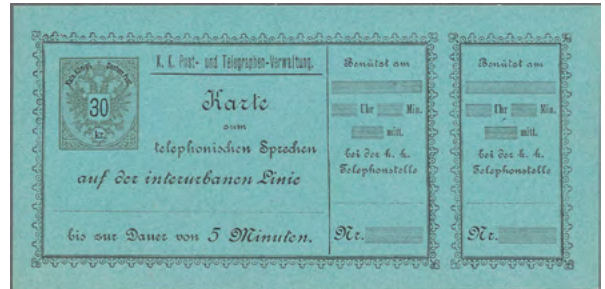 30
kr.
K. K. Post- und Telegraphen-Verwaltung.
Karte
zum
telephonischen Sprechen
auf der interurbanen Linie
bis zur Dauer von 5 Minuten.
Benützt am
Uhr Min.
mitt.
bei der k. k.
Telephonstelle
Nr.
Benützt am
Uhr Min.
mitt.
bei der k. k.
Telephonstelle
Nr.